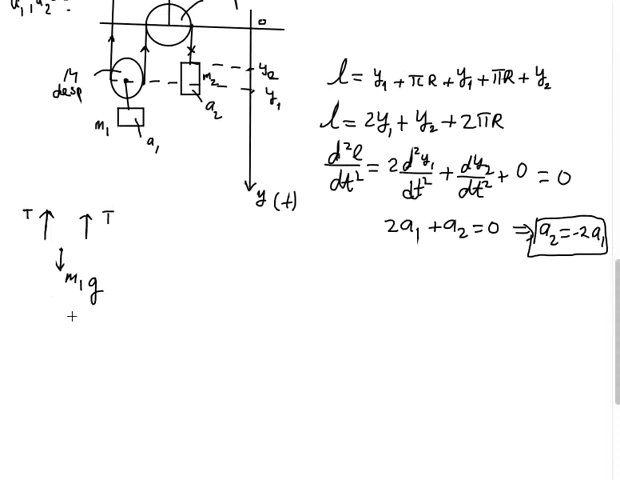 a₁, a₂ =
o
M
desp
m₂
y₂
y₁
a₂
m₁
a₁
y (+)
l = y₁ + πR + y₁ + πR + y₂
l = 2y₁ + y₂ + 2πR
d²l/dt² = 2 d²y₁/dt² + dy₂/dt² + 0 = 0
2a₁ + a₂ = 0 ⇒ a₂ = -2a₁
T T
m₁g